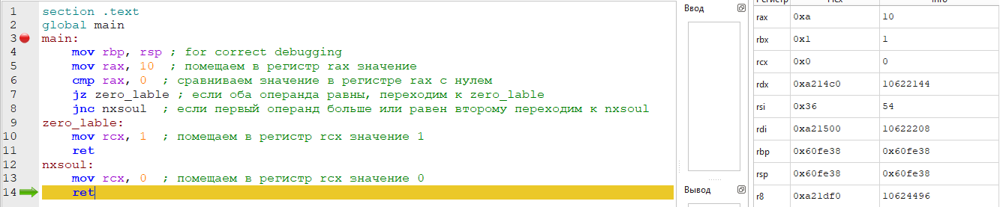 Ввод
1 section .text
2 global main
3 main:
4 mov rbp, rsp ; for correct debugging
5 mov rax, 10 ; помещаем в регистр rax значение
6 cmp rax, 0 ; сравниваем значение в регистре rax с нулем
7 jz zero_lable ; если оба операнда равны, переходим к zero_lable
8 jnc nxsoul ; если первый операнд больше или равен второму переходим к nxsoul
9 zero_lable:
10 mov rcx, 1 ; помещаем в регистр rcx значение 1
11 ret
12 nxsoul:
13 mov rcx, 0 ; помещаем в регистр rcx значение 0
14 ret
Вывод
rax 0xa 10
rbx 0x1 1
rcx 0x0 0
rdx 0xa214c0 10622144
rsi 0x36 54
rdi 0xa21500 10622208
rbp 0x60fe38 0x60fe38
rsp 0x60fe38 0x60fe38
r8 0xa21df0 10624496